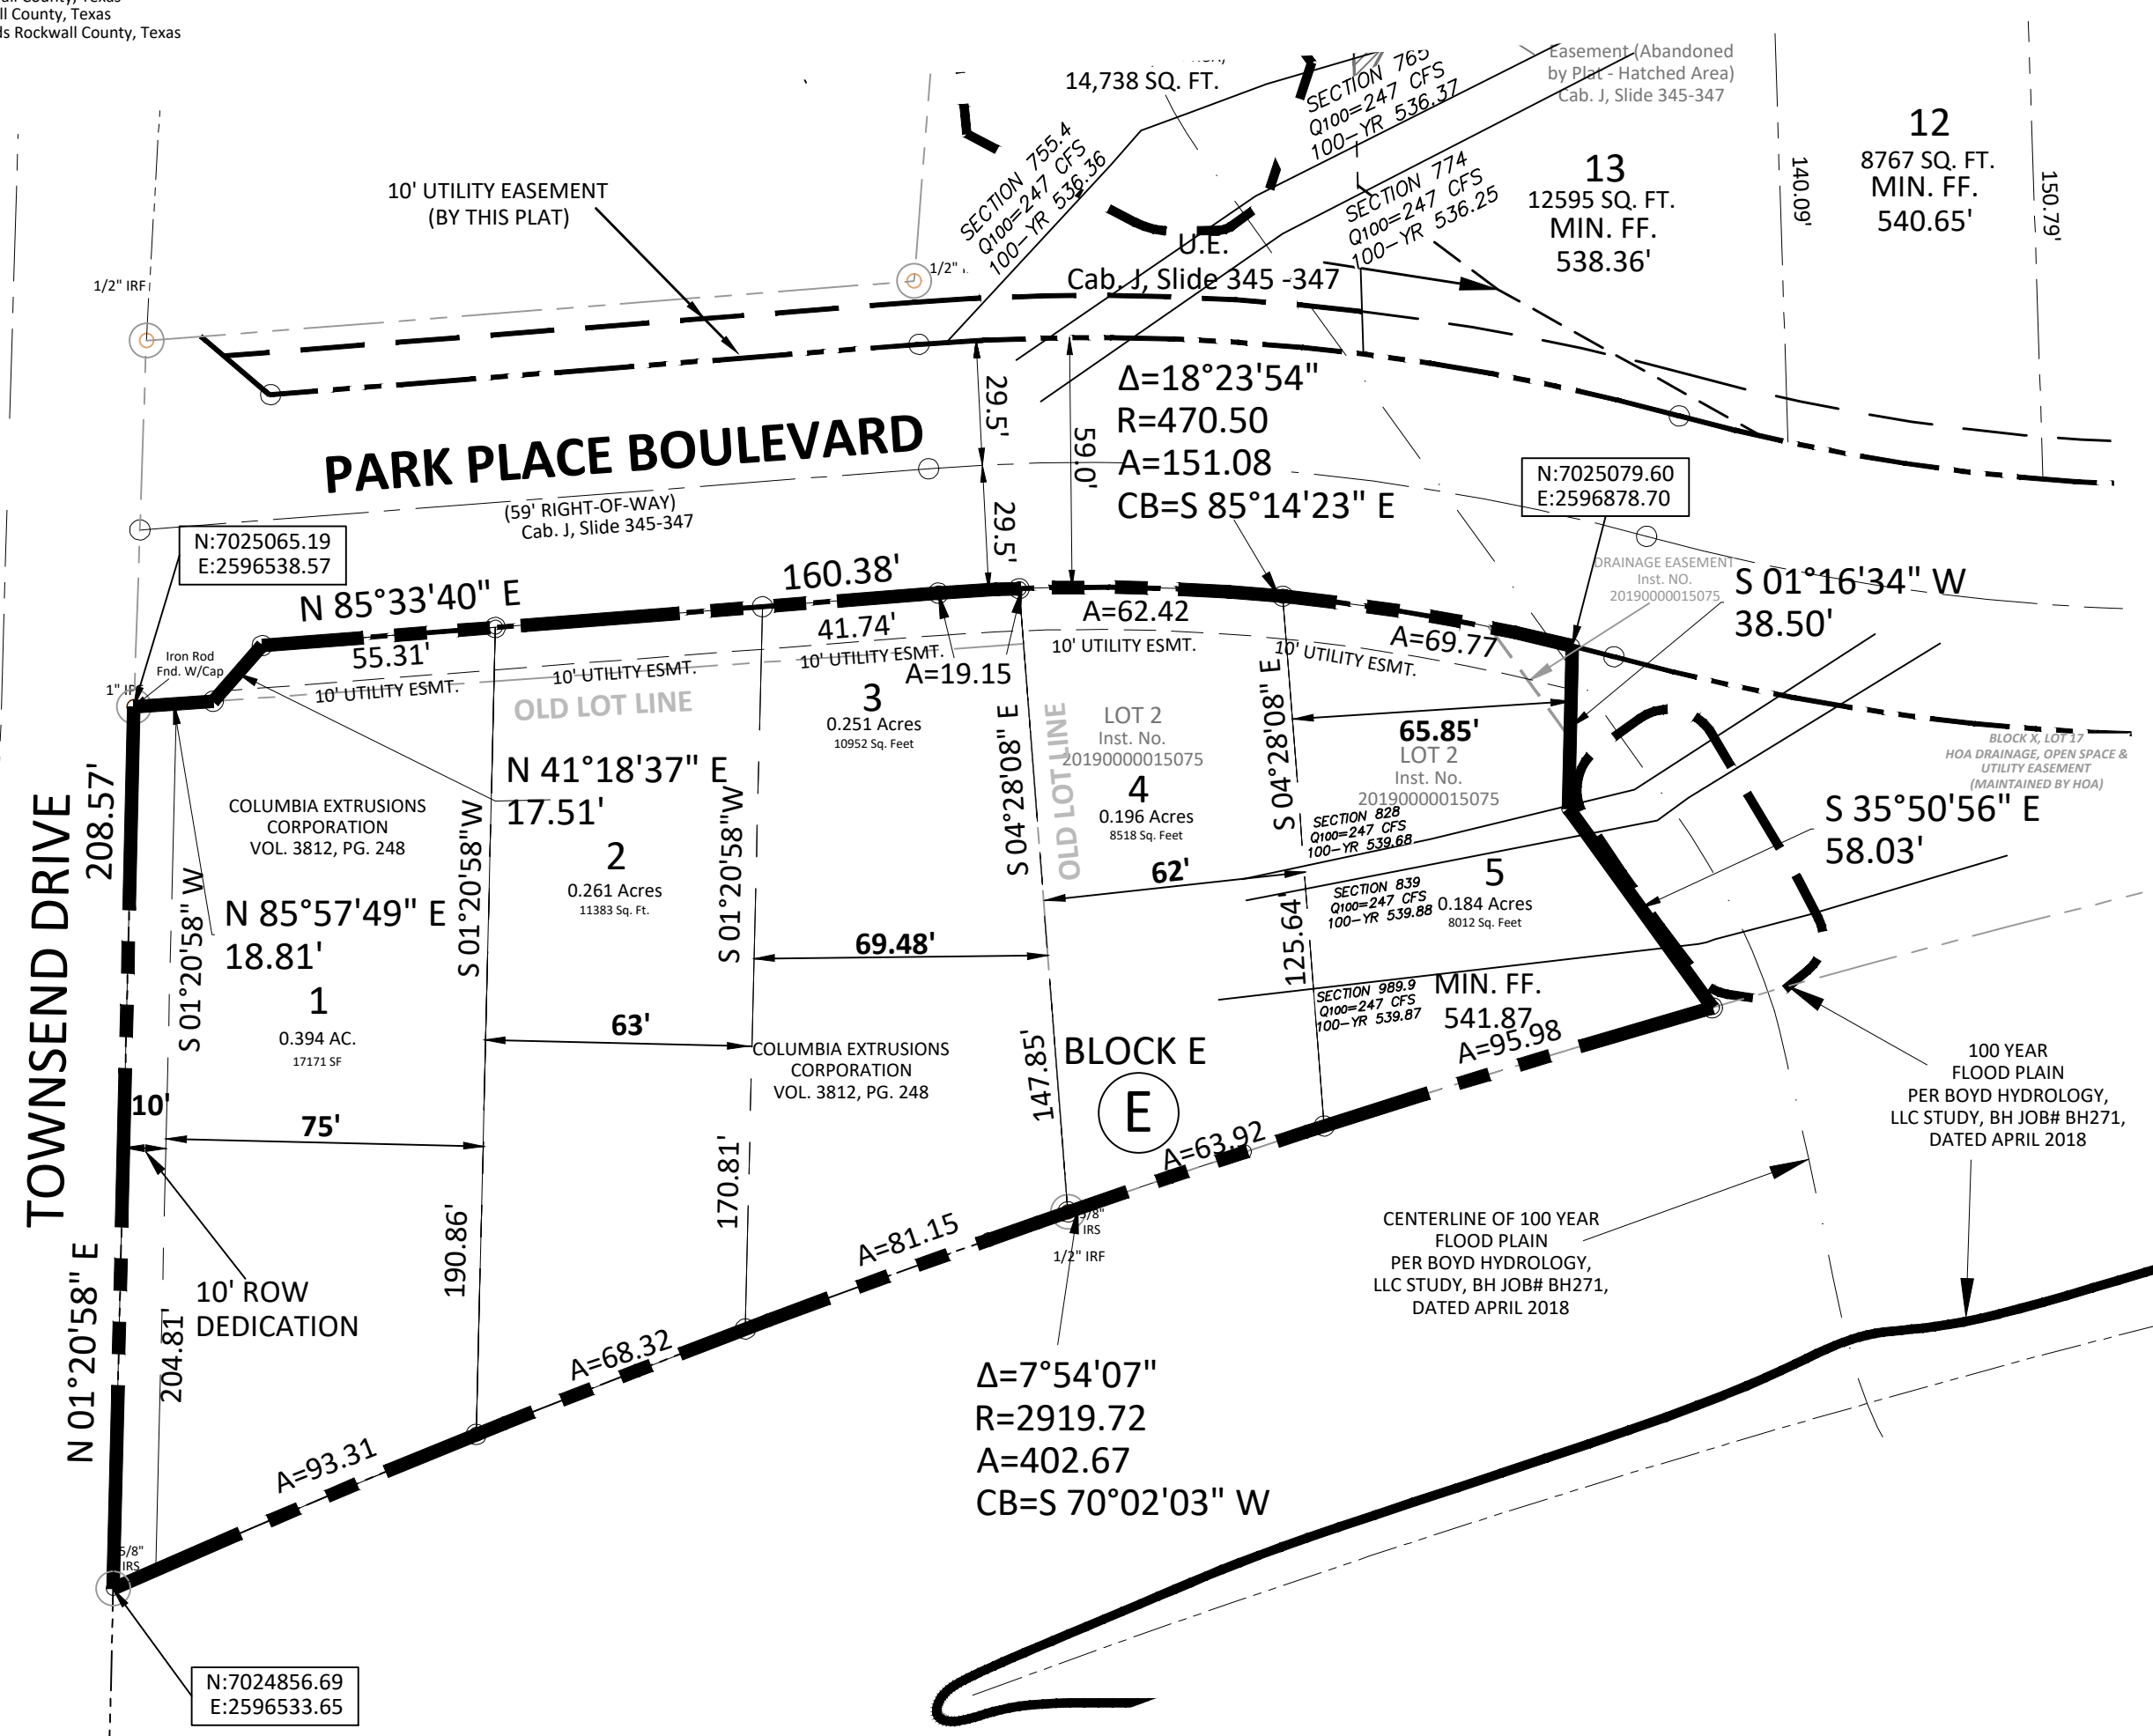 ll County, Texas
ds Rockwall County, Texas
14,738 SQ. FT.
10' UTILITY EASEMENT
(BY THIS PLAT)
SECTION 755.4
Q100=247 CFS
100-YR 536.36
SECTION 765
Q100=247 CFS
100-YR 536.37
SECTION 774
Q100=247 CFS
100-YR 536.25
Easement (Abandoned
by Plat - Hatched Area)
Cab. J, Slide 345-347
13
12595 SQ. FT.
MIN. FF.
538.36'
140.09'
12
8767 SQ. FT.
MIN. FF.
540.65'
150.79'
1/2" IRF
1/2"
U.E.
Cab. J, Slide 345 -347
PARK PLACE BOULEVARD
(59' RIGHT-OF-WAY)
Cab. J, Slide 345-347
29.5'
29.5'
59.0'
Δ=18°23'54"
R=470.50
A=151.08
CB=S 85°14'23" E
N:7025079.60
E:2596878.70
N:7025065.19
E:2596538.57
DRAINAGE EASEMENT
Inst. NO.
20190000015075
S 01°16'34" W
38.50'
N 85°33'40" E
160.38'
55.31'
41.74'
A=19.15
A=62.42
A=69.77
Iron Rod
Fnd. W/Cap
10' UTILITY ESMT.
10' UTILITY ESMT.
10' UTILITY ESMT.
10' UTILITY ESMT.
10' UTILITY ESMT.
OLD LOT LINE
3
0.251 Acres
10952 Sq. Feet
OLD LOT LINE
LOT 2
Inst. No.
20190000015075
4
0.196 Acres
8518 Sq. Feet
65.85'
LOT 2
Inst. No.
20190000015075
BLOCK X, LOT 17
HOA DRAINAGE, OPEN SPACE &
UTILITY EASEMENT
(MAINTAINED BY HOA)
S 35°50'56" E
58.03'
TOWNSEND DRIVE
208.57'
COLUMBIA EXTRUSIONS
CORPORATION
VOL. 3812, PG. 248
N 41°18'37" E
17.51'
2
0.261 Acres
11383 Sq. Ft.
S 01°20'58" W
S 01°20'58"W
S 01°20'58"W
S 04°28'08" E
S 04°28'08" E
SECTION 828
Q100=247 CFS
100-YR 539.68
SECTION 839
Q100=247 CFS
100-YR 539.88
5
0.184 Acres
8012 Sq. Feet
62'
125.64'
N 85°57'49" E
18.81'
1
0.394 AC.
17171 SF
69.48'
63'
SECTION 989.9
Q100=247 CFS
100-YR 539.87
MIN. FF.
541.87
A=95.98
COLUMBIA EXTRUSIONS
CORPORATION
VOL. 3812, PG. 248
147.85'
BLOCK E
E
10'
75'
A=63.92
100 YEAR
FLOOD PLAIN
PER BOYD HYDROLOGY,
LLC STUDY, BH JOB# BH271,
DATED APRIL 2018
170.81'
190.86'
A=81.15
5/8"
IRS
1/2" IRF
CENTERLINE OF 100 YEAR
FLOOD PLAIN
PER BOYD HYDROLOGY,
LLC STUDY, BH JOB# BH271,
DATED APRIL 2018
N 01°20'58" E
204.81'
10' ROW
DEDICATION
A=68.32
A=93.31
Δ=7°54'07"
R=2919.72
A=402.67
CB=S 70°02'03" W
5/8"
IRS
N:7024856.69
E:2596533.65